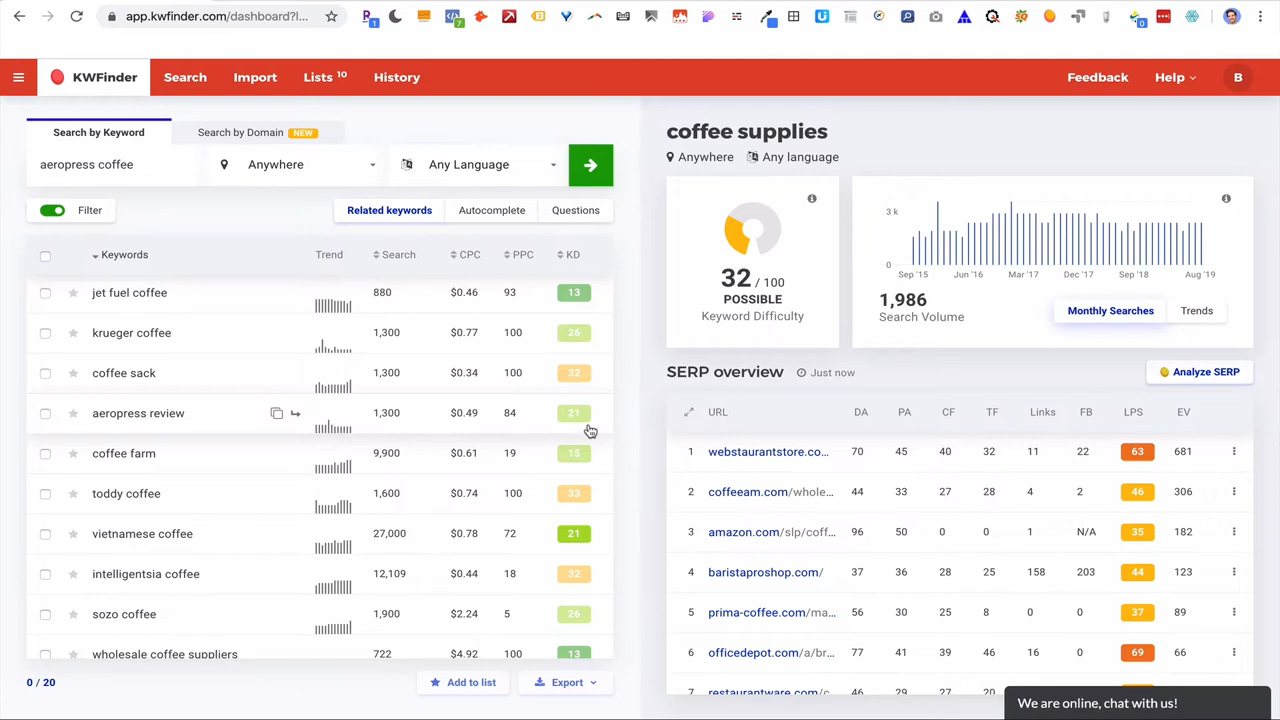 app.kwfinder.com/dashboard?l...
KWFinder Search Import Lists 10 History Feedback Help B
Search by Keyword Search by Domain NEW
aeropress coffee Anywhere Any Language
Filter Related keywords Autocomplete Questions
Keywords Trend Search CPC PPC KD
jet fuel coffee 880 $0.46 93 13
krueger coffee 1,300 $0.77 100 26
coffee sack 1,300 $0.34 100 32
aeropress review 1,300 $0.49 84 21
coffee farm 9,900 $0.61 19 15
toddy coffee 1,600 $0.74 100 33
vietnamese coffee 27,000 $0.78 72 21
intelligentsia coffee 12,109 $0.44 18 32
sozo coffee 1,900 $2.24 5 26
wholesale coffee suppliers 722 $4.92 100 13
0 / 20 Add to list Export
coffee supplies
Anywhere Any language
32 / 100
POSSIBLE
Keyword Difficulty
3 k
0
Sep '15 Jun '16 Mar '17 Dec '17 Sep '18 Aug '19
1,986
Search Volume
Monthly Searches Trends
SERP overview Just now Analyze SERP
URL DA PA CF TF Links FB LPS EV
1 webstaurantstore.co... 70 45 40 32 11 22 63 681
2 coffeeam.com/whole... 44 33 27 28 4 2 46 306
3 amazon.com/slp/coff... 96 50 0 0 1 N/A 35 182
4 baristaproshop.com/ 37 36 28 25 158 203 44 123
5 prima-coffee.com/ma... 56 30 25 8 0 0 37 89
6 officedepot.com/a/br... 77 41 39 46 16 0 69 66
7 restaurantware.com/c 46 29 27 20
We are online, chat with us!